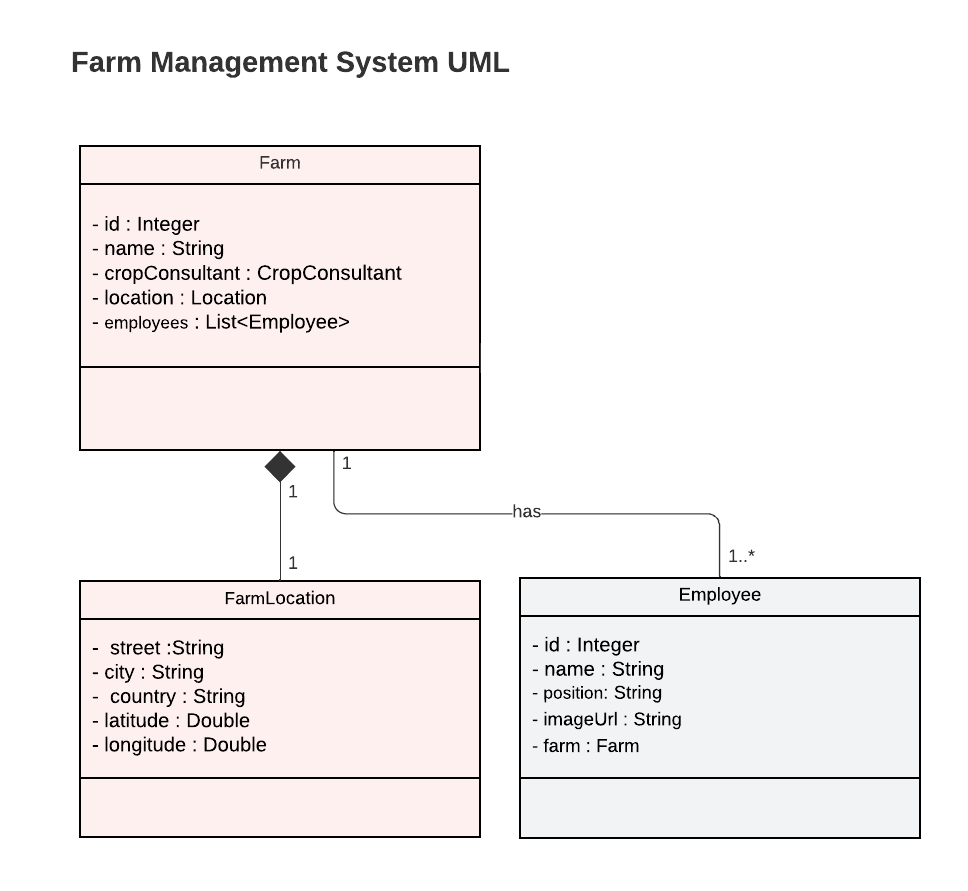 Farm Management System UML
Farm
- id : Integer
- name : String
- cropConsultant : CropConsultant
- location : Location
- employees : List<Employee>
1
1
has
1
1..*
FarmLocation
-  street :String
- city : String
-  country : String
- latitude : Double
- longitude : Double
Employee
- id : Integer
- name : String
- position: String
- imageUrl : String
- farm : Farm